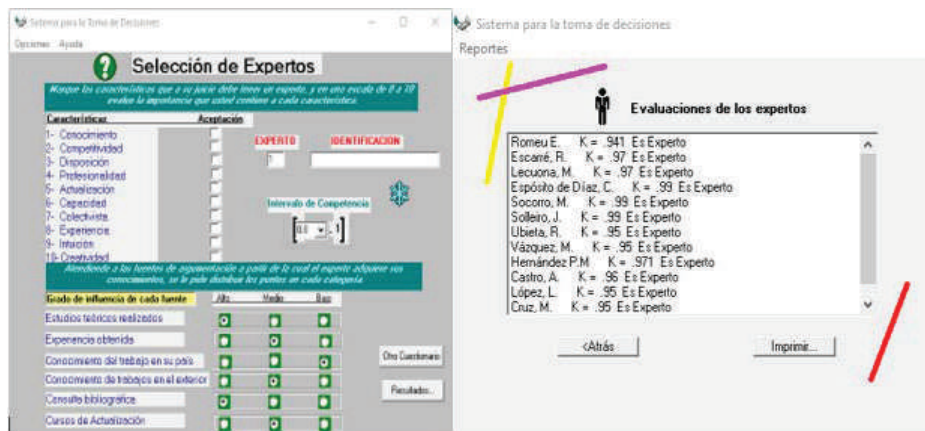 Sistema para la Toma de Decisiones
Opciones Ayuda
Selección de Expertos
Marque las características que a su juicio debe tener un experto, y en una escala de 0 a 10
evalúe la importancia que usted confiere a cada característica.
Características Aceptación
1- Conocimiento
2- Competitividad
3- Disposición
4- Profesionalidad
5- Actualización
6- Capacidad
7- Colectivista
8- Experiencia
9- Intuición
10- Creatividad
EXPERTO IDENTIFICACION
1
Intervalo de Competencia
[ 0.8 , 1 ]
Atendiendo a las fuentes de argumentación a partir de la cual el experto adquiere sus
conocimientos, se le pide distribuir los puntos en cada categoría
Grado de influencia de cada fuente Alto Medio Bajo
Estudios teóricos realizados
Experiencia obtenida
Conocimiento del trabajo en su país
Conocimiento de trabajos en el exterior
Consulta bibliográfica
Cursos de Actualización
Otro Cuestionario
Resultados...
Sistema para la toma de decisiones
Reportes
Evaluaciones de los expertos
Romeu E. K = .941 Es Experto
Escarré, R. K = .97 Es Experto
Lecuona, M. K = .97 Es Experto
Espósito de Díaz, C. K = .99 Es Experto
Socorro, M. K = .99 Es Experto
Solleiro, J. K = .99 Es Experto
Ubieta, R. K = .95 Es Experto
Vázquez, M. K = .95 Es Experto
Hernández P.M K = .971 Es Experto
Castro, A. K = .96 Es Experto
López, L. K = .95 Es Experto
Cruz, M. K = .95 Es Experto
<Atrás Imprimir...